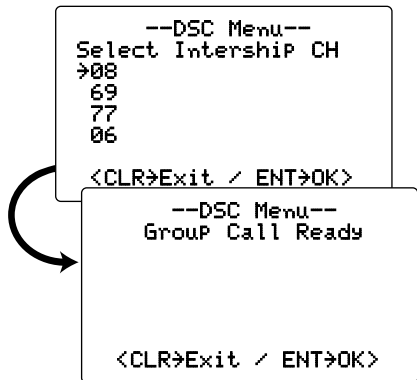 --DSC Menu--
Select IntershiP CH
→08
69
77
06
<CLR→Exit / ENT→OK>
--DSC Menu--
GrouP Call Ready
<CLR→Exit / ENT→OK>